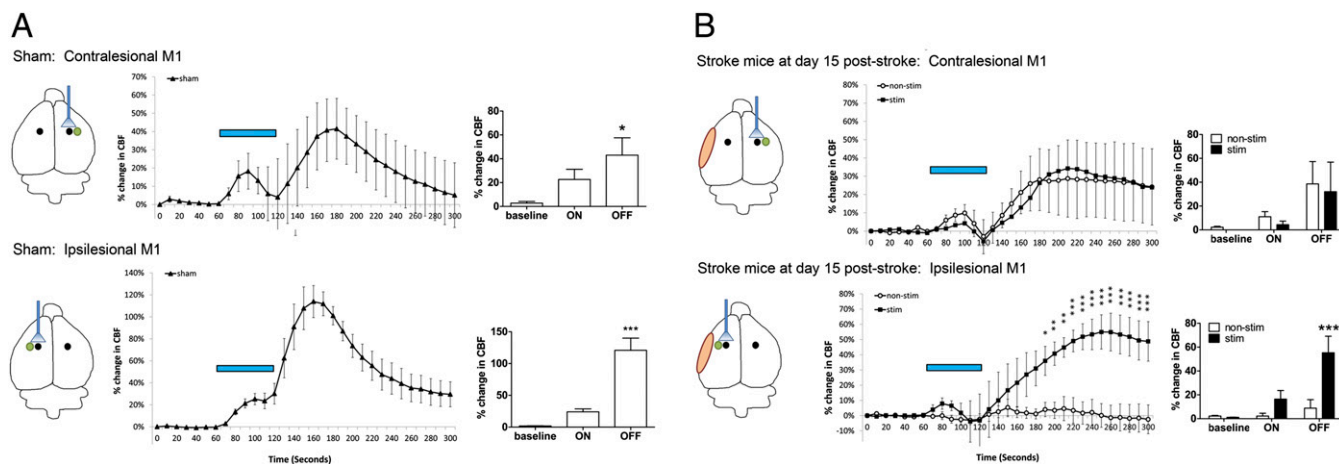 A
Sham: Contralesional M1
sham
% change in CBF
70%
60%
50%
40%
30%
20%
10%
0%
0 20 40 60 80 100 120 140 160 180 200 220 240 260 280 300
% change in CBF
80
60
40
20
0
*
baseline ON OFF
Sham: Ipsilesional M1
sham
% change in CBF
140%
120%
100%
80%
60%
40%
20%
0%
0 20 40 60 80 100 120 140 160 180 200 220 240 260 280 300
Time (Seconds)
% change in CBF
150
100
50
0
***
baseline ON OFF
B
Stroke mice at day 15 post-stroke: Contralesional M1
non-stim
stim
% change in CBF
80%
70%
60%
50%
40%
30%
20%
10%
0%
0 20 40 60 80 100 120 140 160 180 200 220 240 260 280 300
non-stim
stim
% change in CBF
80
60
40
20
0
baseline ON OFF
Stroke mice at day 15 post-stroke: Ipsilesional M1
non-stim
stim
% change in CBF
80%
70%
60%
50%
40%
30%
20%
10%
0%
-10%
0 20 40 60 80 100 120 140 160 180 200 220 240 260 280 300
Time (Seconds)
non-stim
stim
% change in CBF
80
60
40
20
0
***
baseline ON OFF